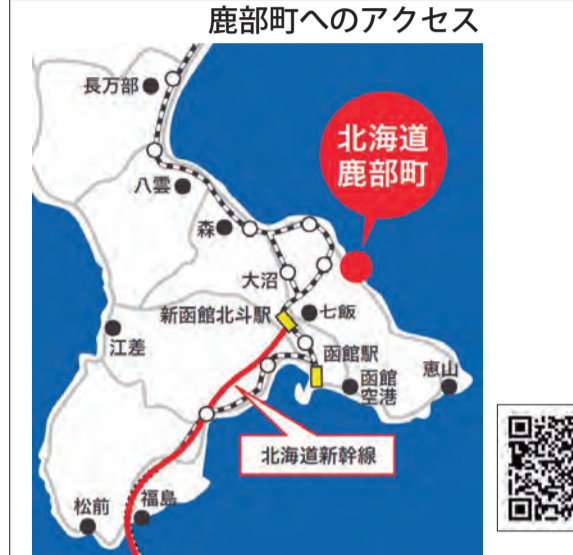 鹿部町へのアクセス
長万部
北海道
鹿部町
八雲
森
大沼
新函館北斗駅
七飯
江差
函館駅
函館
空港
恵山
北海道新幹線
松前
福島